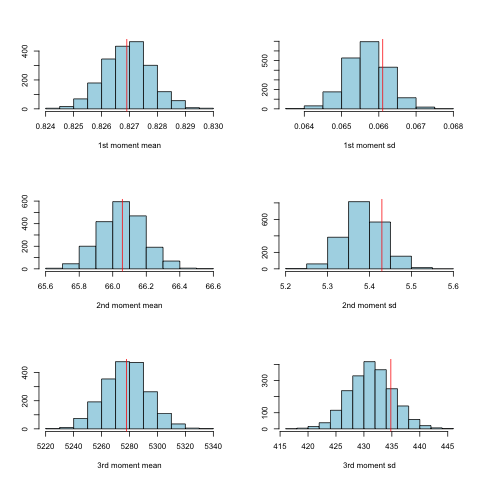 0 200 400
0.824 0.825 0.826 0.827 0.828 0.829 0.830
1st moment mean
0 200 500
0.064 0.065 0.066 0.067 0.068
1st moment sd
0 200 400 600
65.6 65.8 66.0 66.2 66.4 66.6
2nd moment mean
0 200 600
5.2 5.3 5.4 5.5 5.6
2nd moment sd
0 200 400
5220 5260 5280 5300 5320 5340
3rd moment mean
0 100 300
415 420 425 430 435 440 445
3rd moment sd